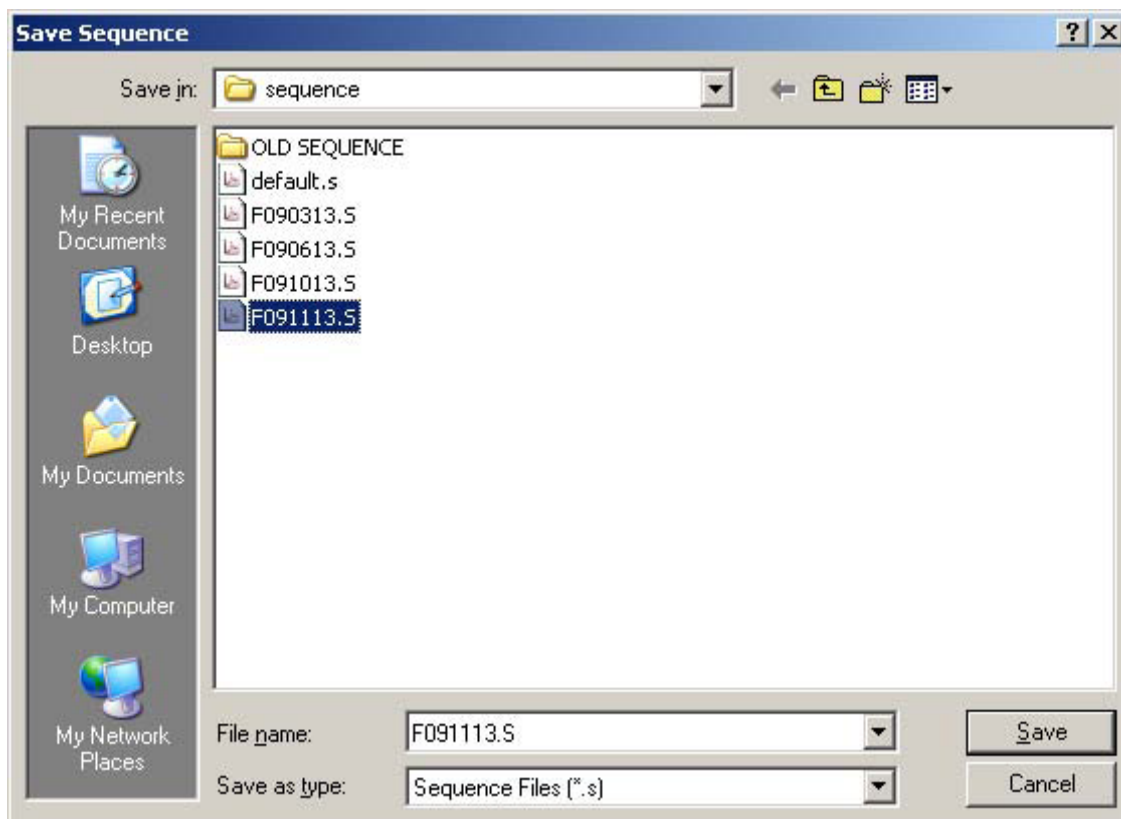 Save Sequence
Save in:
sequence
My Recent
Documents
Desktop
My Documents
My Computer
My Network
Places
OLD SEQUENCE
default.s
F090313.S
F090613.S
F091013.S
F091113.S
File name:
F091113.S
Save
Save as type:
Sequence Files (*.s)
Cancel